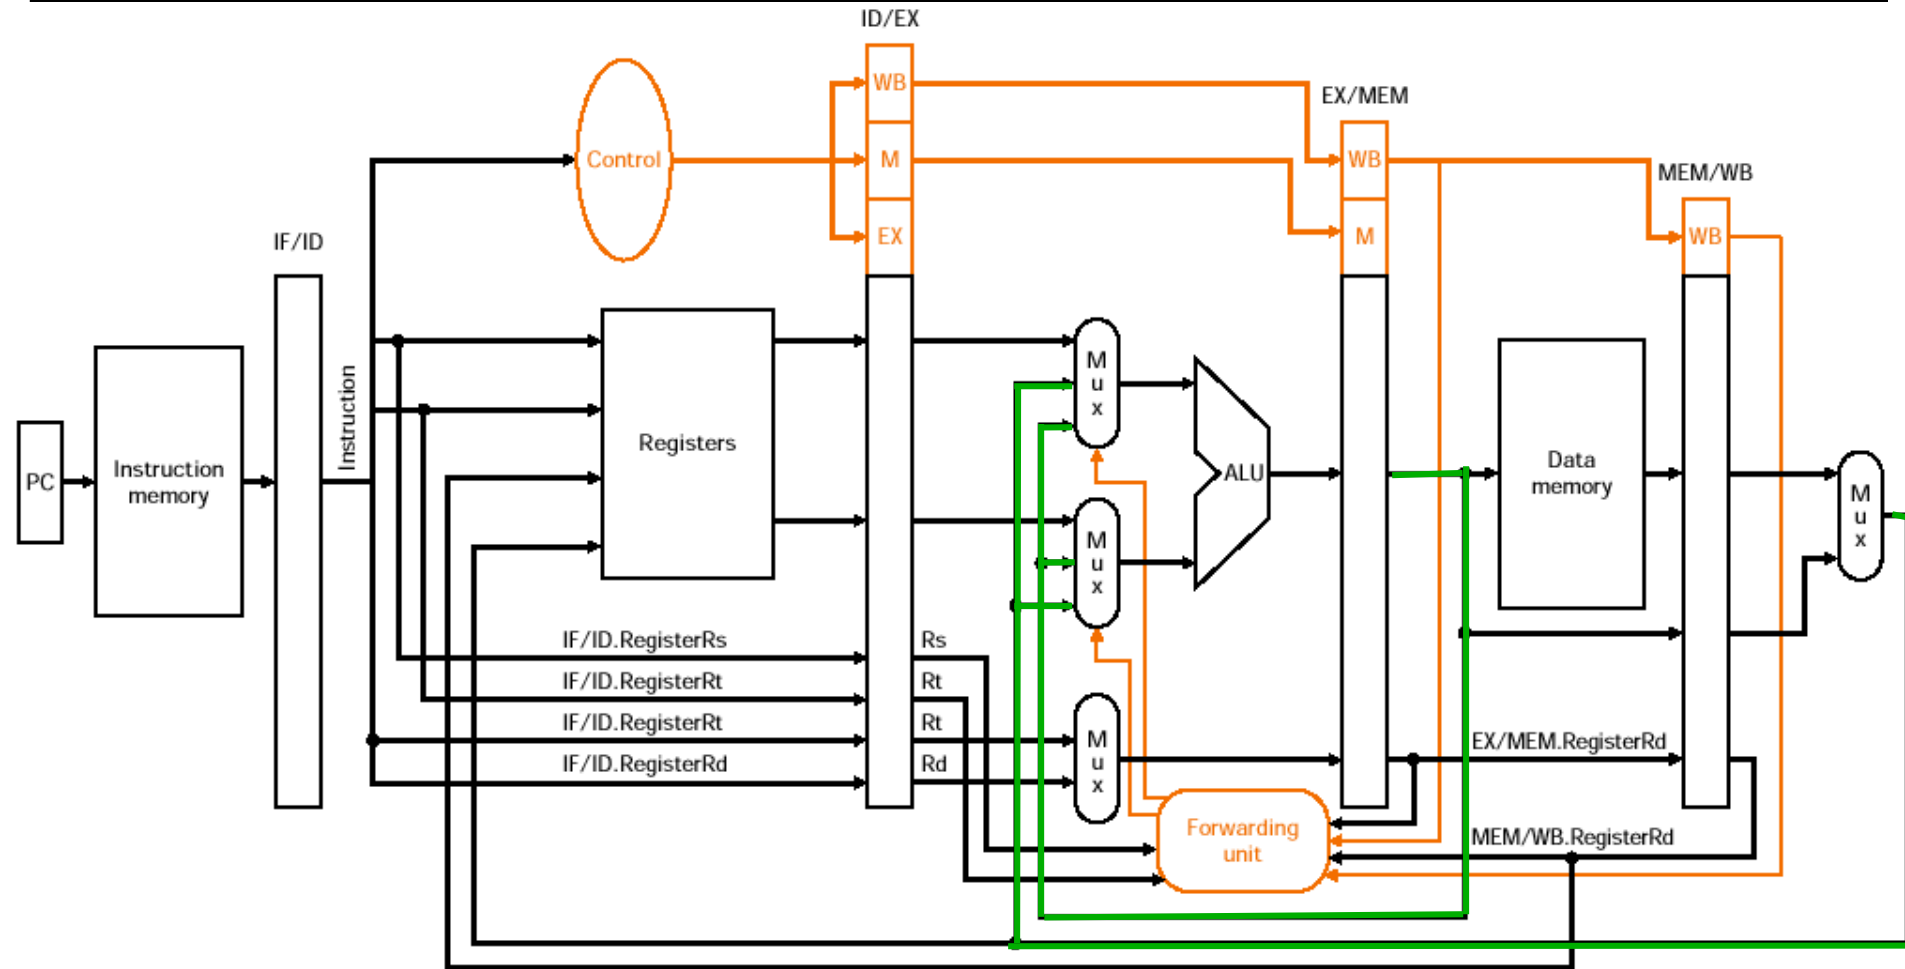 ID/EX
WB
EX/MEM
Control
M
WB
MEM/WB
IF/ID
EX
M
WB
Instruction
M
u
x
Registers
Instruction
memory
PC
ALU
Data
memory
M
u
x
M
u
x
IF/ID.RegisterRs
Rs
IF/ID.RegisterRt
Rt
IF/ID.RegisterRt
Rt
IF/ID.RegisterRd
Rd
M
u
x
EX/MEM.RegisterRd
Forwarding
unit
MEM/WB.RegisterRd